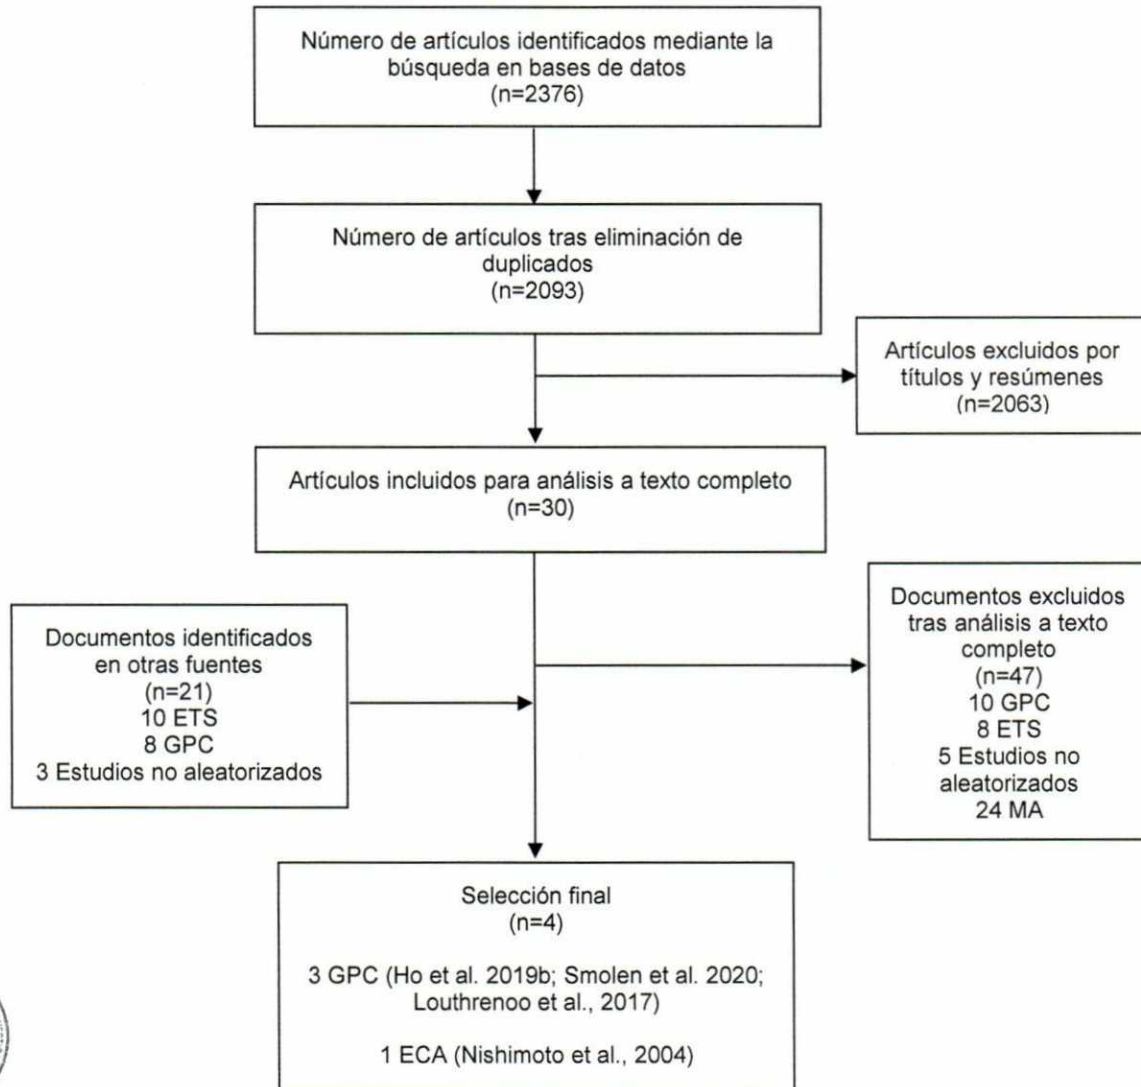 Número de artículos identificados mediante la
búsqueda en bases de datos
(n=2376)
Número de artículos tras eliminación de
duplicados
(n=2093)
Artículos excluidos por
títulos y resúmenes
(n=2063)
Artículos incluidos para análisis a texto completo
(n=30)
Documentos identificados
en otras fuentes
(n=21)
10 ETS
8 GPC
3 Estudios no aleatorizados
Documentos excluidos
tras análisis a texto
completo
(n=47)
10 GPC
8 ETS
5 Estudios no
aleatorizados
24 MA
Selección final
(n=4)
3 GPC (Ho et al. 2019b; Smolen et al. 2020;
Louthrenoo et al., 2017)
1 ECA (Nishimoto et al., 2004)